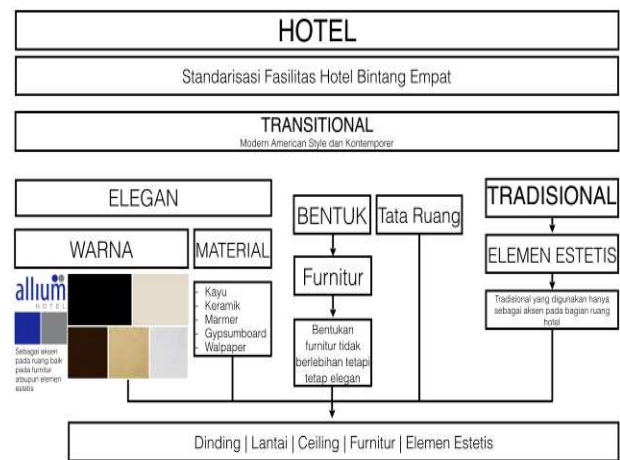 HOTEL
Standarisasi Fasilitas Hotel Bintang Empat
TRANSITIONAL
Modern American Style dan Kontemporer
ELEGAN
WARNA
MATERIAL
allium
HOTEL
Sebagai aksen
pada ruang baik
pada furnitur
ataupun elemen
estetis
- Kayu
- Keramik
- Marmer
- Gypsumboard
- Walpaper
BENTUK
Furnitur
Bentukan
furnitur tidak
berlebihan tetapi
tetap elegan
Tata Ruang
TRADISIONAL
ELEMEN ESTETIS
Tradisional yang digunakan hanya
sebagai aksen pada bagian ruang
hotel
Dinding | Lantai | Ceiling | Furnitur | Elemen Estetis